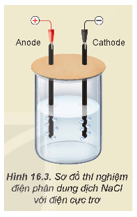 + −
Anode Cathode
Hình 16.3. Sơ đồ thí nghiệm
điện phân dung dịch NaCl
với điện cực trơ